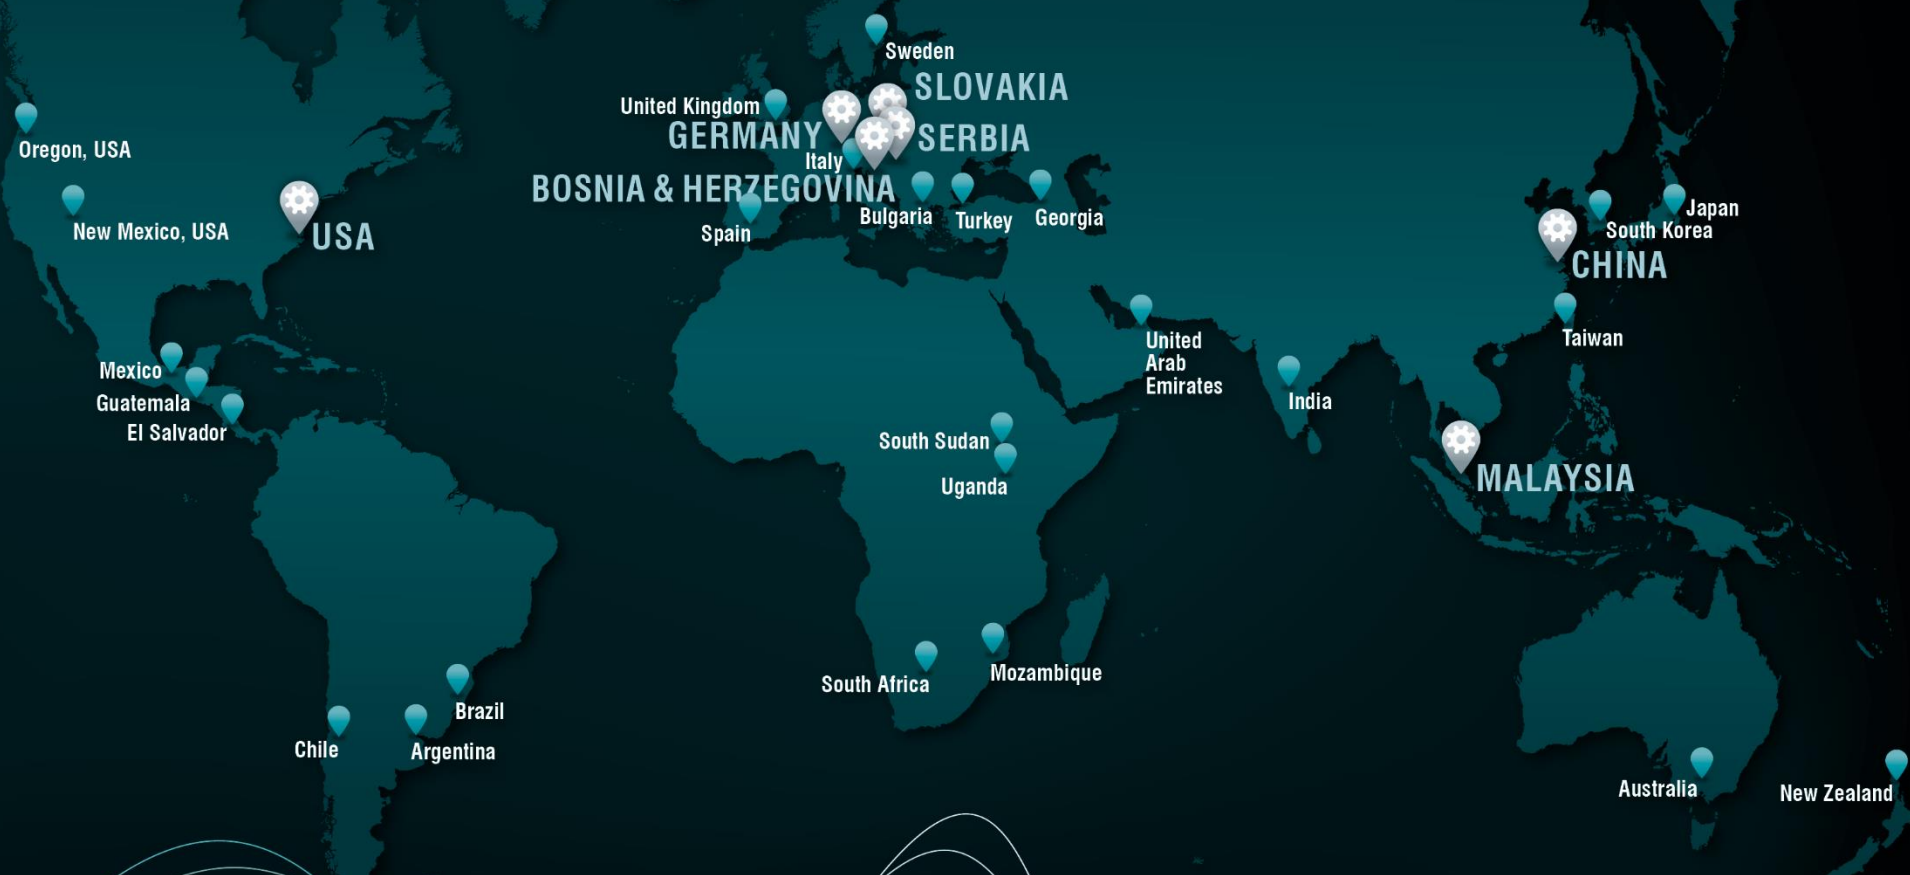 Sweden
SLOVAKIA
United Kingdom
GERMANY
SERBIA
Italy
BOSNIA & HERZEGOVINA
Bulgaria
Turkey
Georgia
Spain
Oregon, USA
New Mexico, USA
USA
Japan
South Korea
CHINA
Taiwan
United
Arab
Emirates
India
Mexico
Guatemala
El Salvador
South Sudan
Uganda
MALAYSIA
South Africa
Mozambique
Brazil
Chile
Argentina
Australia
New Zealand